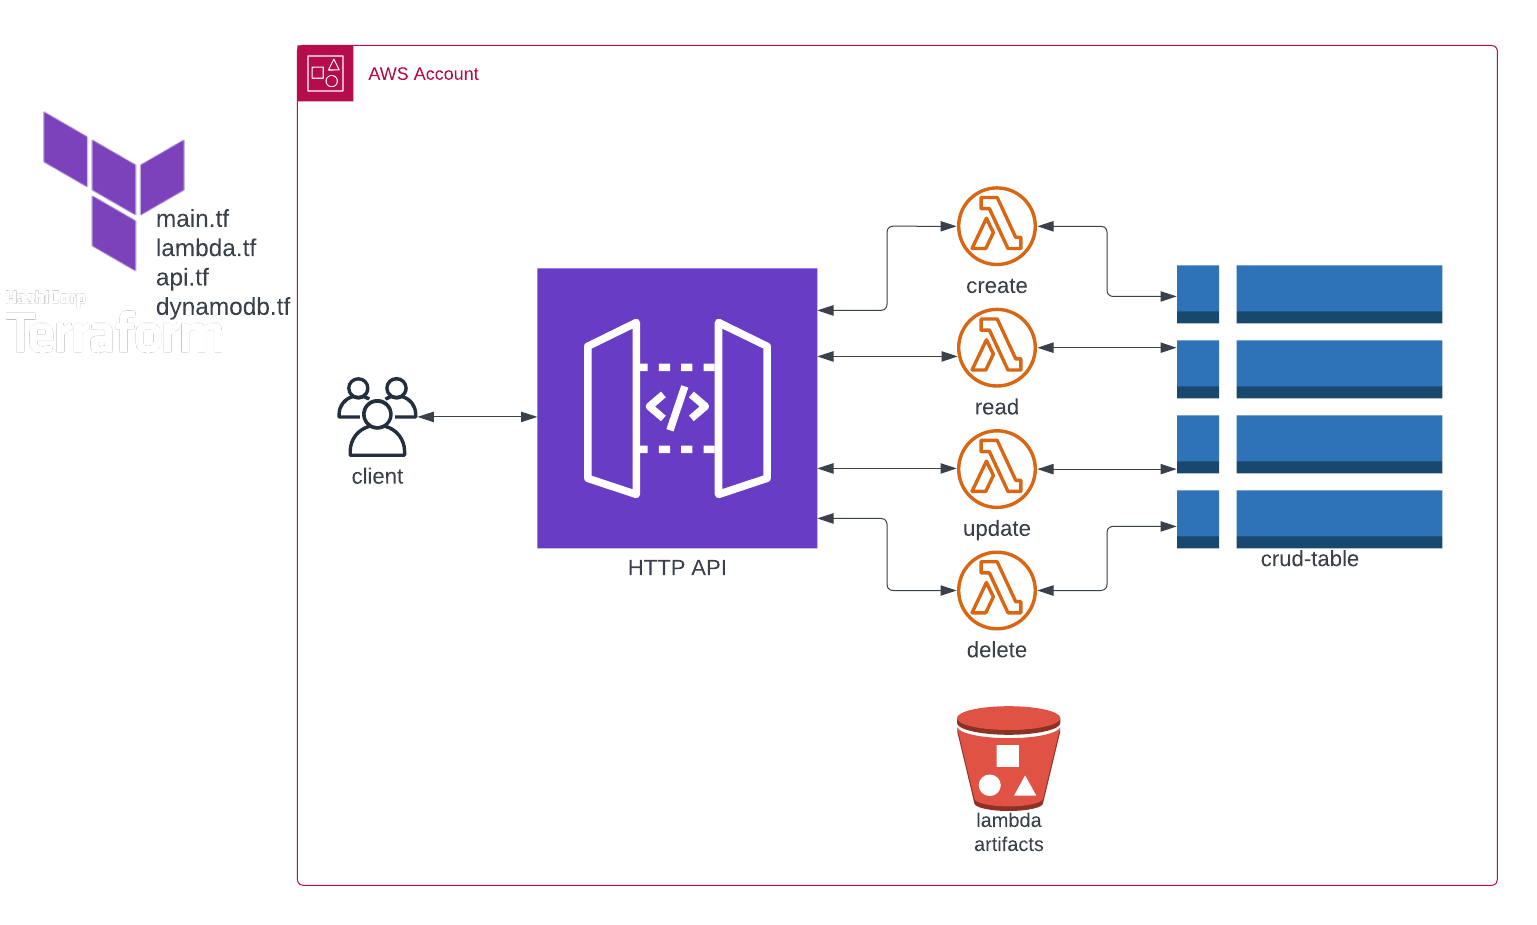 AWS Account
main.tf
lambda.tf
api.tf
dynamodb.tf
HashiCorp
Terraform
client
HTTP API
create
read
update
delete
crud-table
lambda
artifacts